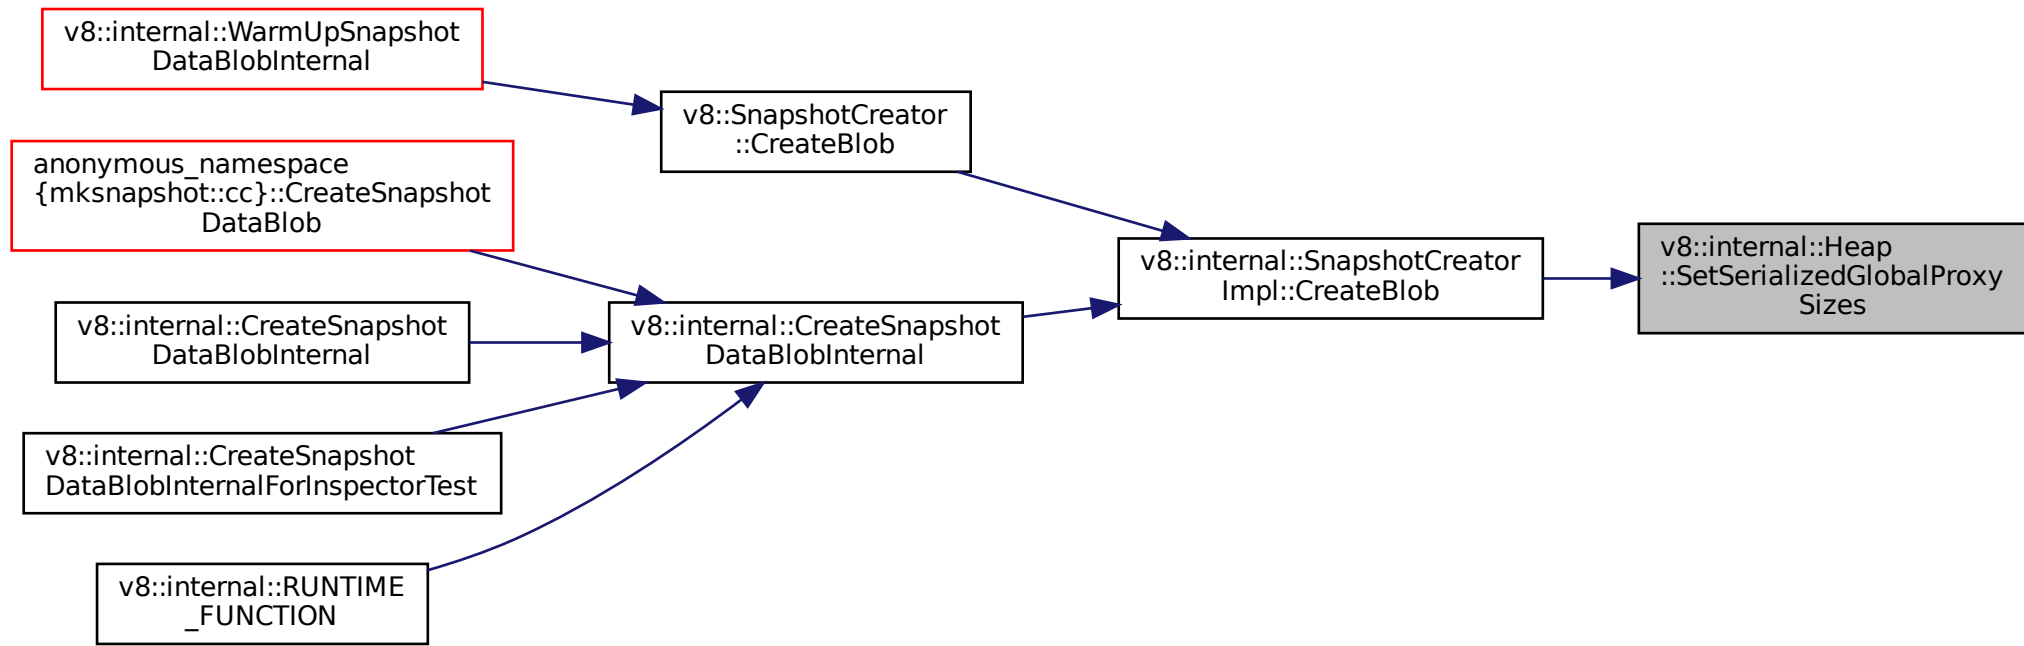 v8::internal::WarmUpSnapshot
DataBlobInternal
v8::SnapshotCreator
::CreateBlob
anonymous_namespace
{mksnapshot::cc}::CreateSnapshot
DataBlob
v8::internal::SnapshotCreator
Impl::CreateBlob
v8::internal::Heap
::SetSerializedGlobalProxy
Sizes
v8::internal::CreateSnapshot
DataBlobInternal
v8::internal::CreateSnapshot
DataBlobInternal
v8::internal::CreateSnapshot
DataBlobInternalForInspectorTest
v8::internal::RUNTIME
_FUNCTION